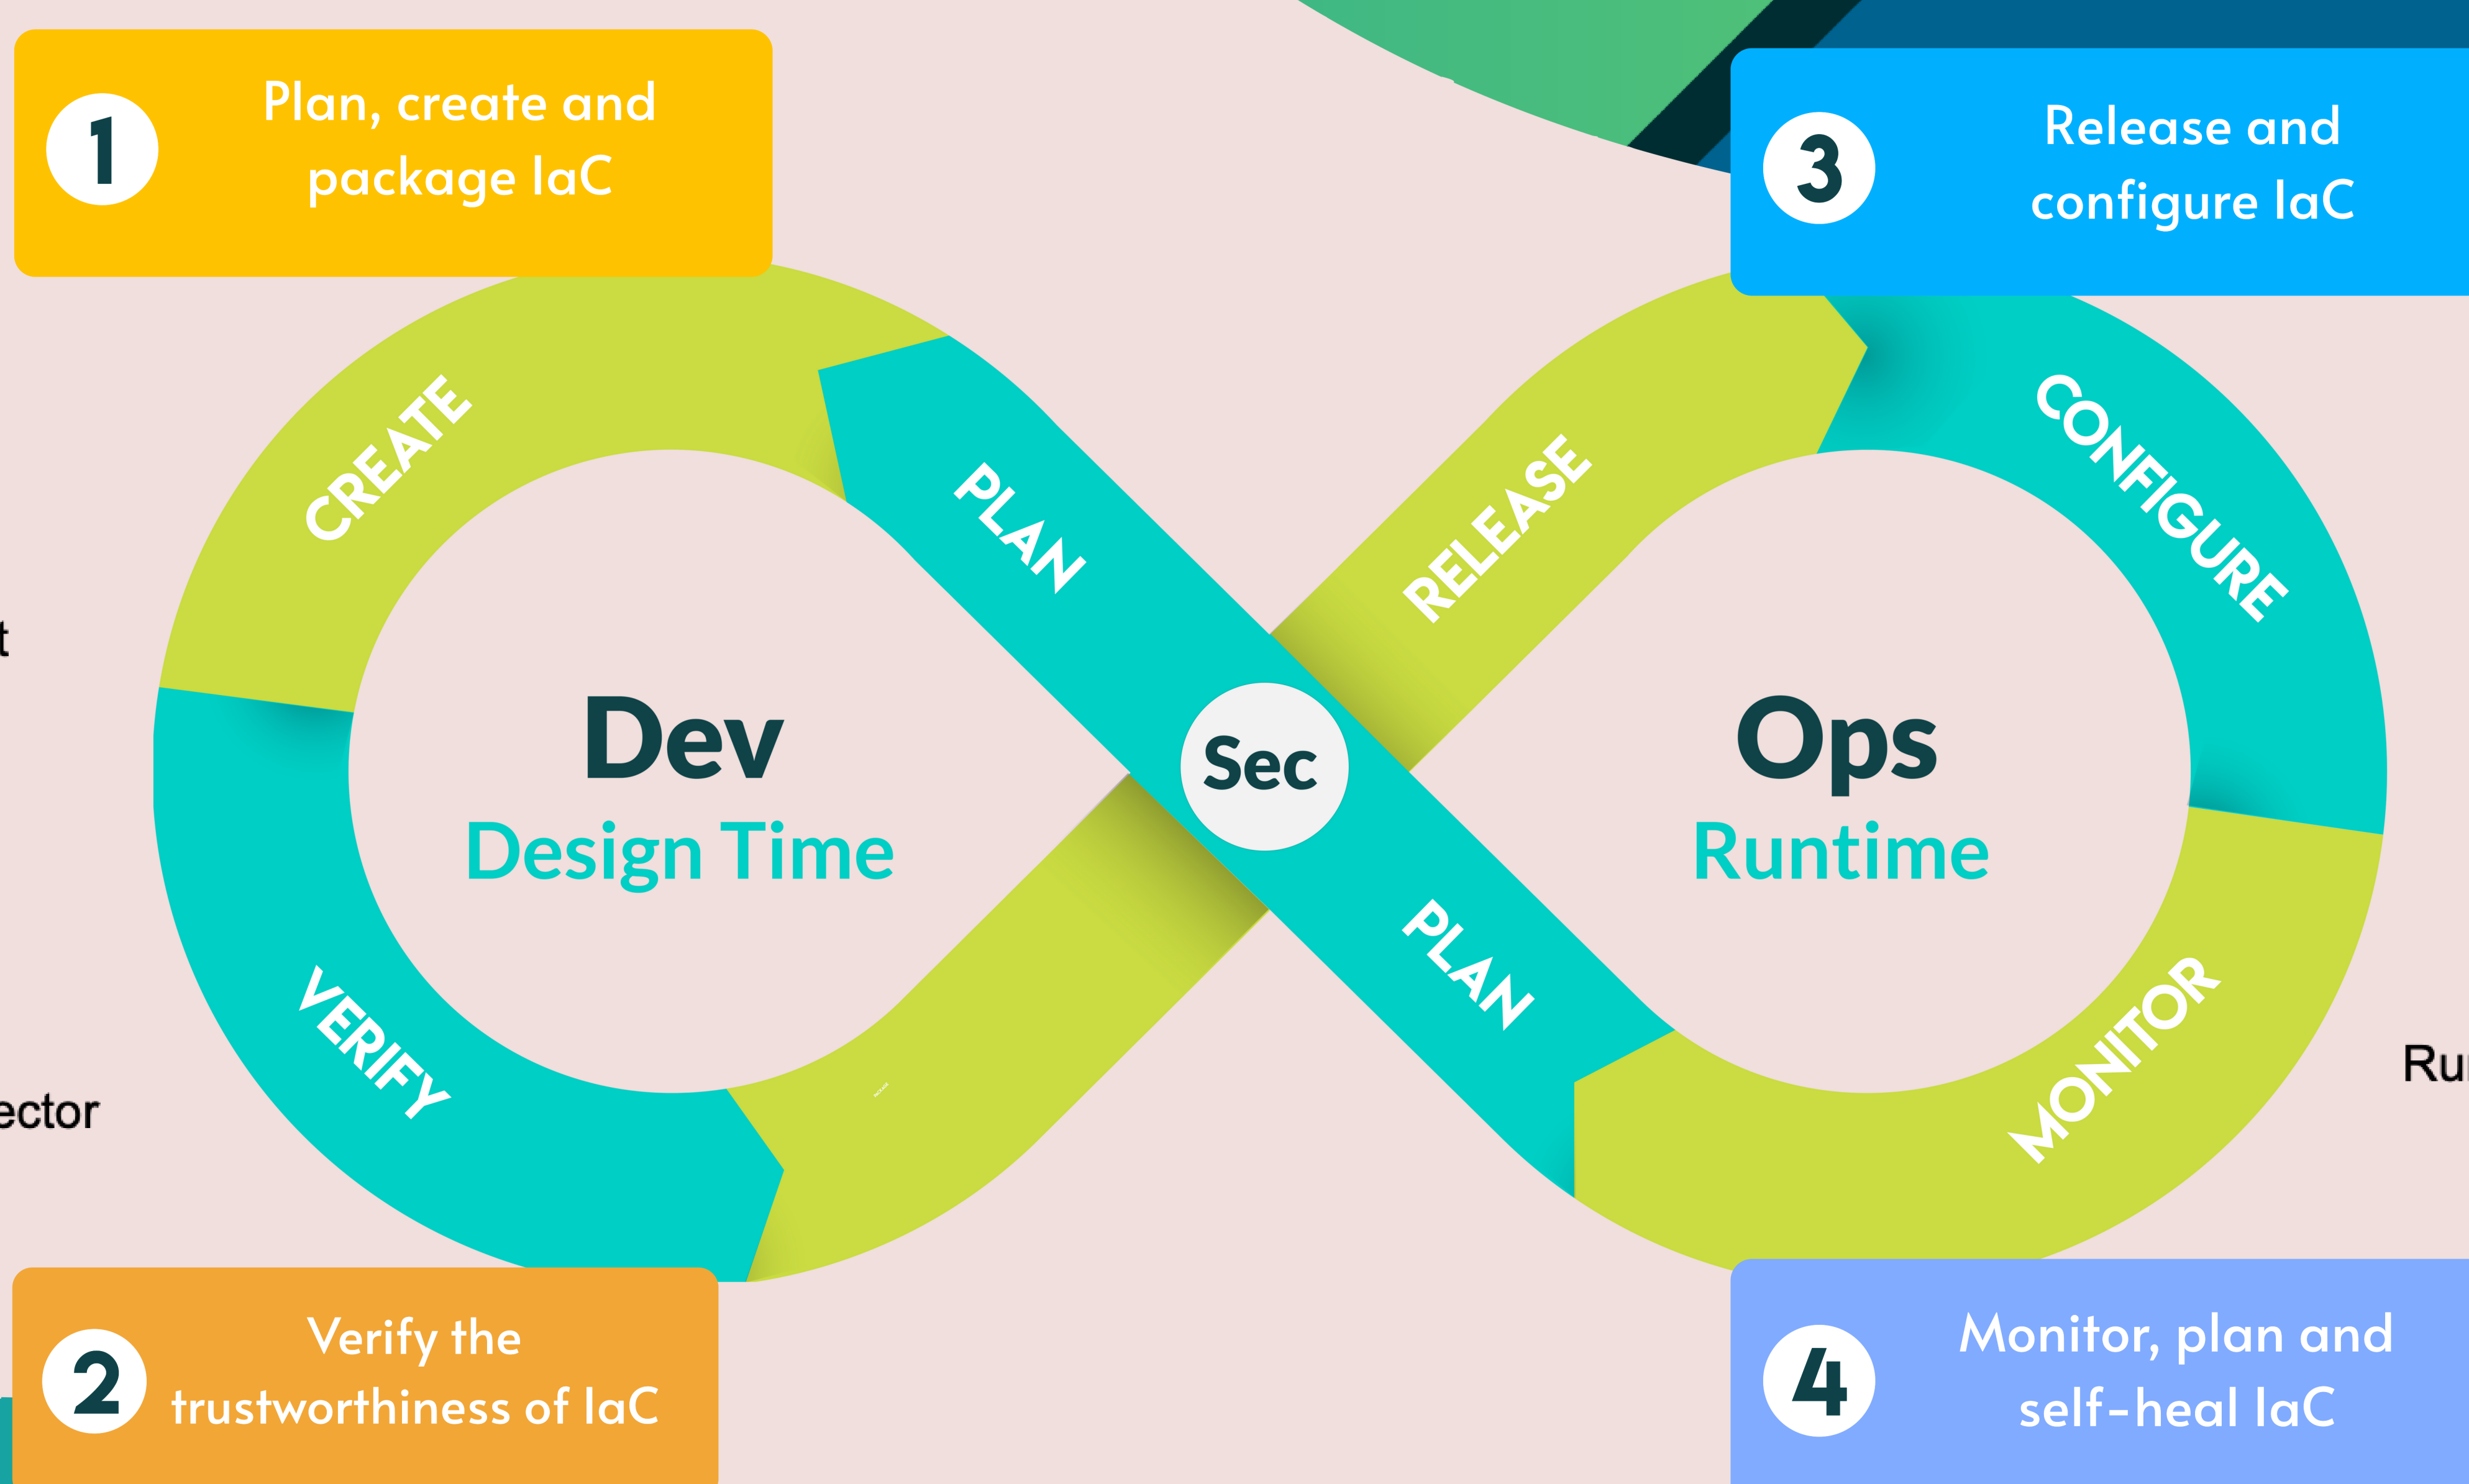 1
Plan, create and
package IaC
3
Release and
configure IaC
CREATE
PLAN
RELEASE
CONFIGURE
t
Dev
Design Time
Sec
Ops
Runtime
VERIFY
PLAN
MONITOR
ector
Ru
2
Verify the
trustworthiness of IaC
4
Monitor, plan and
self-heal IaC